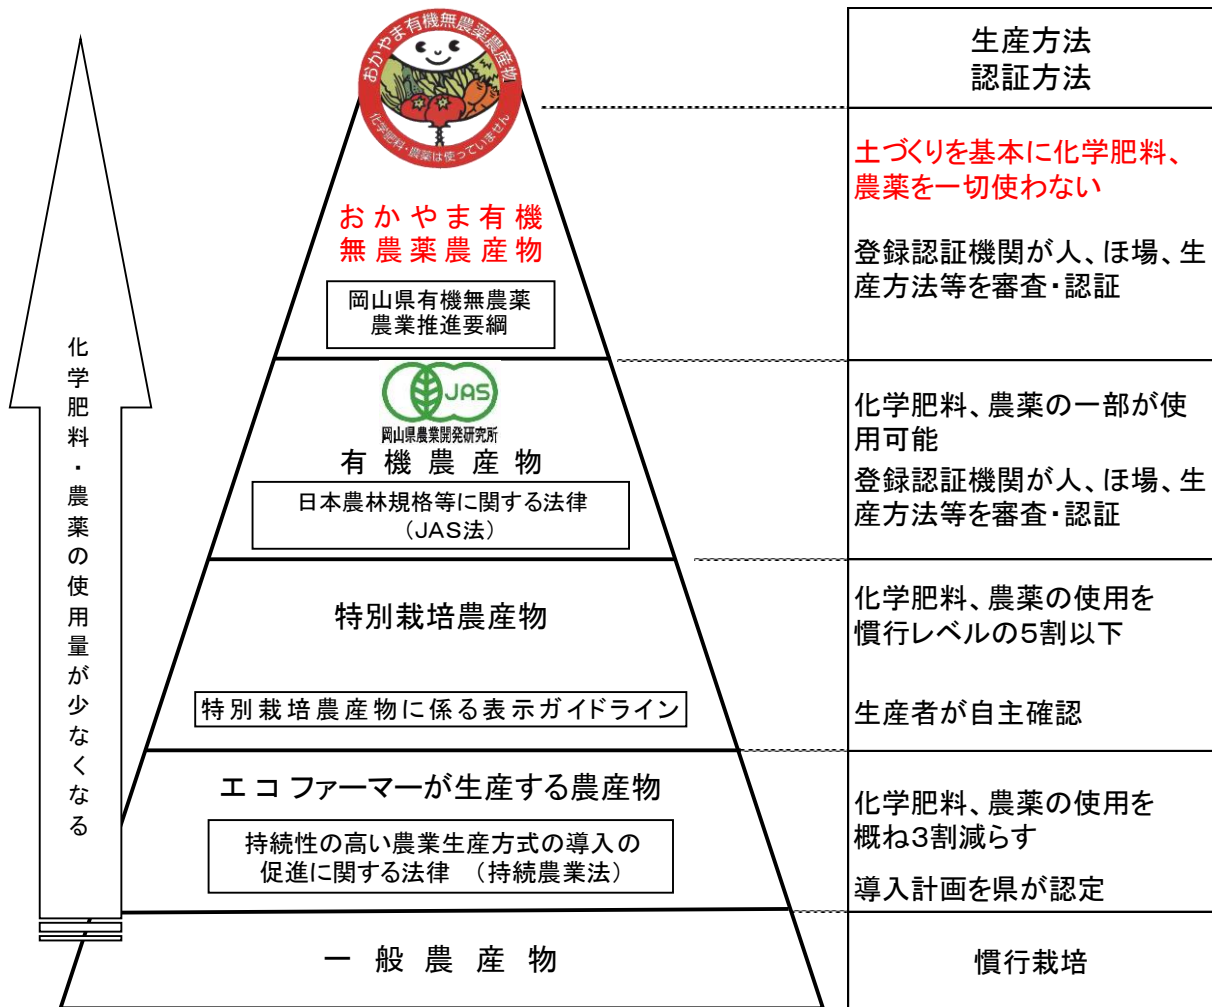 生産方法
認証方法
おかやま有機無農薬農産物
化学肥料・農薬は使っていません
おかやま有機
無農薬農産物
岡山県有機無農薬
農業推進要綱
土づくりを基本に化学肥料、
農薬を一切使わない
登録認証機関が人、ほ場、生
産方法等を審査・認証
JAS
岡山県農業開発研究所
有機農産物
日本農林規格等に関する法律
（JAS法）
化学肥料、農薬の一部が使
用可能
登録認証機関が人、ほ場、生
産方法等を審査・認証
特別栽培農産物
特別栽培農産物に係る表示ガイドライン
化学肥料、農薬の使用を
慣行レベルの5割以下
生産者が自主確認
エコファーマーが生産する農産物
持続性の高い農業生産方式の導入の
促進に関する法律　（持続農業法）
化学肥料、農薬の使用を
概ね3割減らす
導入計画を県が認定
一般農産物
慣行栽培
化学肥料・農薬の使用量が少なくなる